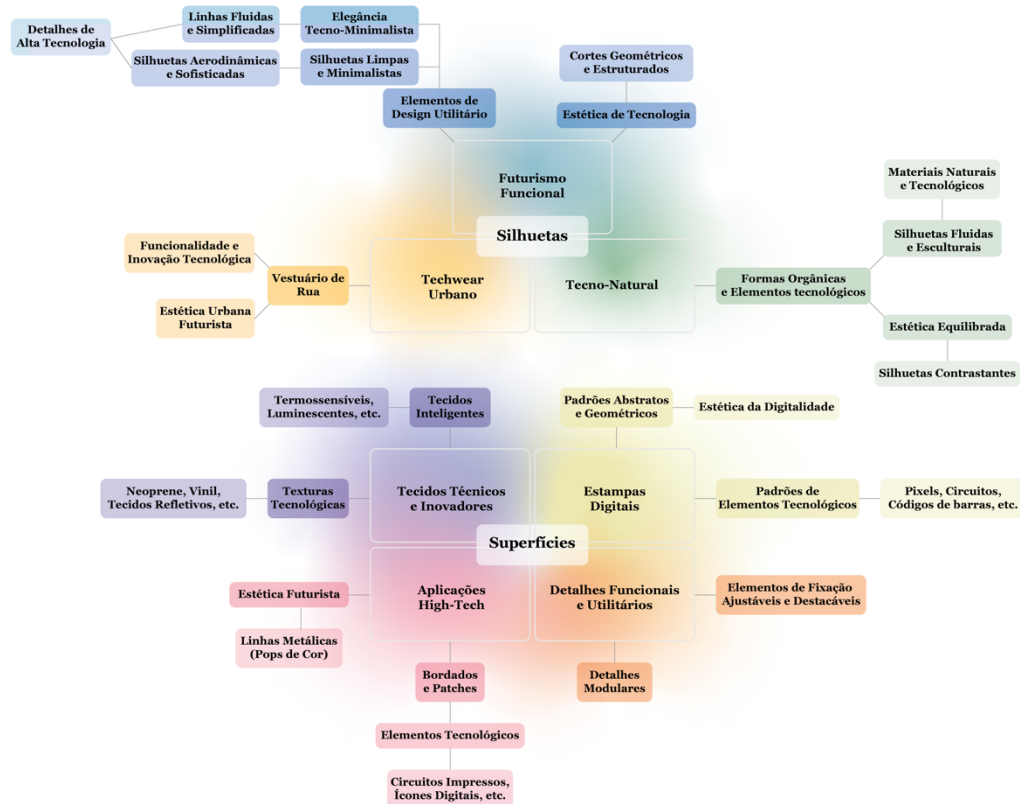 Detalhes de
Alta Tecnologia
Linhas Fluidas
e Simplificadas
Elegância
Tecno-Minimalista
Silhuetas Aerodinâmicas
e Sofisticadas
Silhuetas Limpas
e Minimalistas
Elementos de
Design Utilitário
Cortes Geométricos
e Estruturados
Estética de Tecnologia
Futurismo
Funcional
Silhuetas
Techwear
Urbano
Tecno-Natural
Funcionalidade e
Inovação Tecnológica
Vestuário de
Rua
Estética Urbana
Futurista
Materiais Naturais
e Tecnológicos
Silhuetas Fluidas
e Esculturais
Formas Orgânicas
e Elementos tecnológicos
Estética Equilibrada
Silhuetas Contrastantes
Termossensíveis,
Luminescentes, etc.
Tecidos
Inteligentes
Padrões Abstratos
e Geométricos
Estética da Digitalidade
Neoprene, Vinil,
Tecidos Refletivos, etc.
Texturas
Tecnológicas
Tecidos Técnicos
e Inovadores
Estampas
Digitais
Padrões de
Elementos Tecnológicos
Pixels, Circuitos,
Códigos de barras, etc.
Superfícies
Estética Futurista
Linhas Metálicas
(Pops de Cor)
Aplicações
High-Tech
Detalhes Funcionais
e Utilitários
Elementos de Fixação
Ajustáveis e Destacáveis
Bordados
e Patches
Detalhes
Modulares
Elementos Tecnológicos
Circuitos Impressos,
Ícones Digitais, etc.